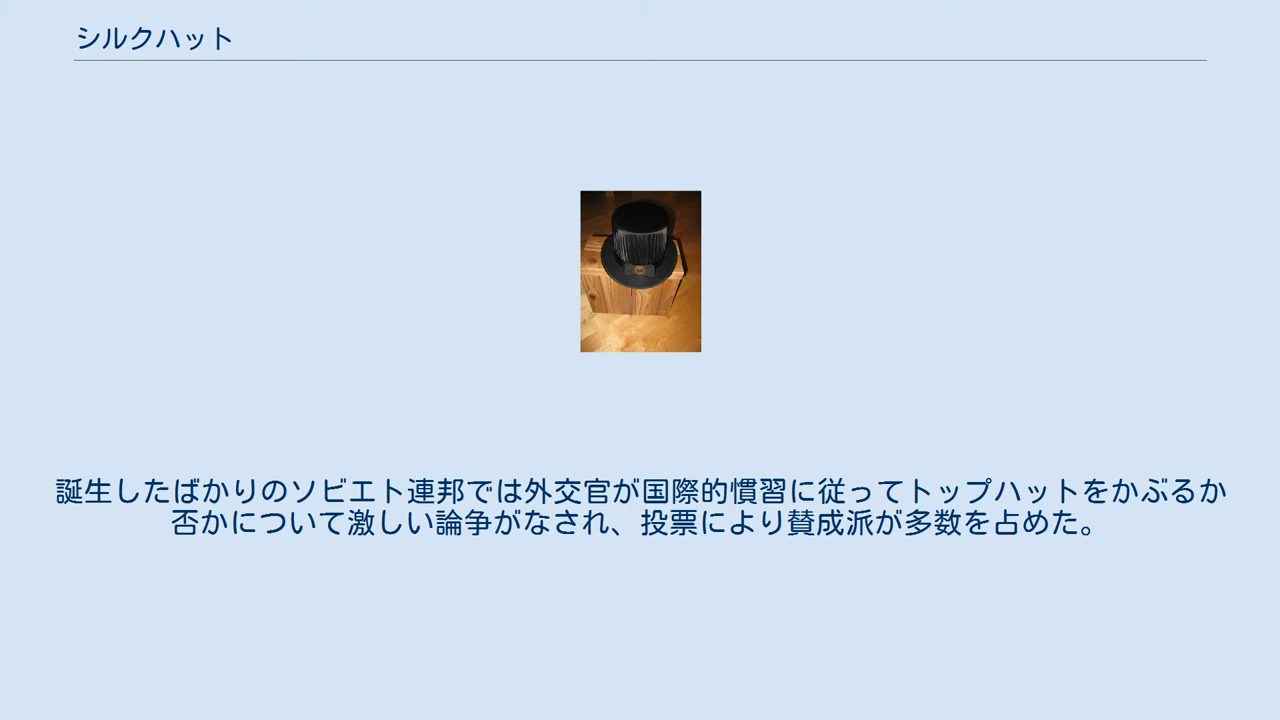 シルクハット
誕生したばかりのソビエト連邦では外交官が国際的慣習に従ってトップハットをかぶるか
否かについて激しい論争がなされ、投票により賛成派が多数を占めた。